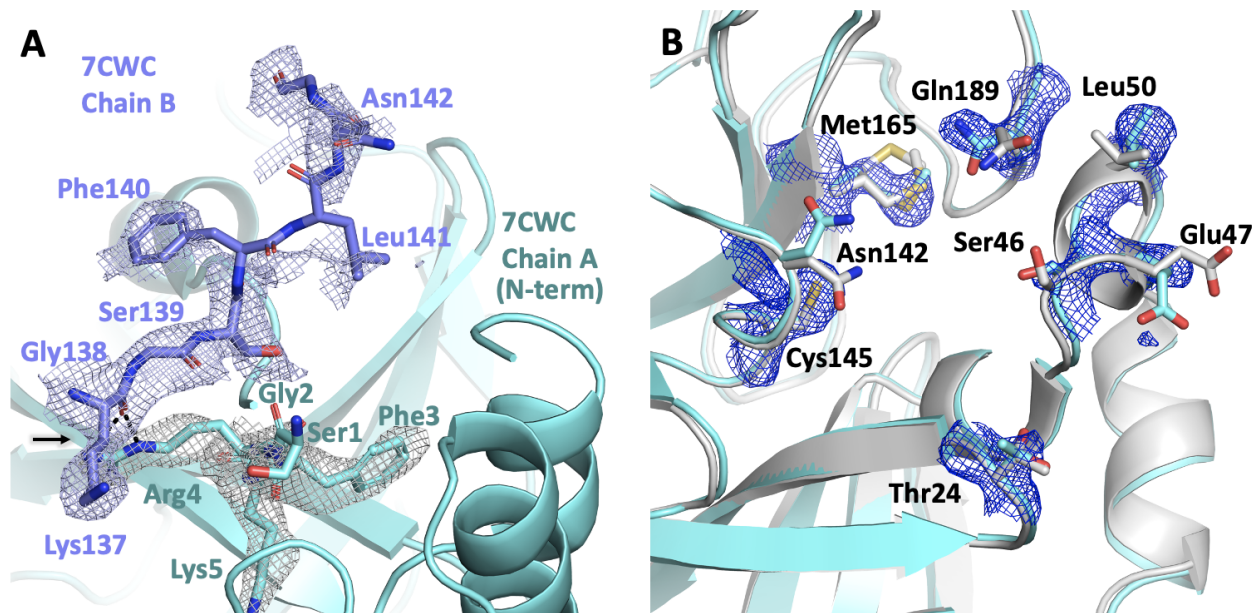 A
7CWC
Chain B
Asn142
Phe140
Leu141
7CWC
Chain A
(N-term)
Ser139
Gly138
Gly2
Ser1
Phe3
Arg4
Lys137
Lys5
B
Gln189
Leu50
Met165
Asn142
Ser46
Glu47
Cys145
Thr24